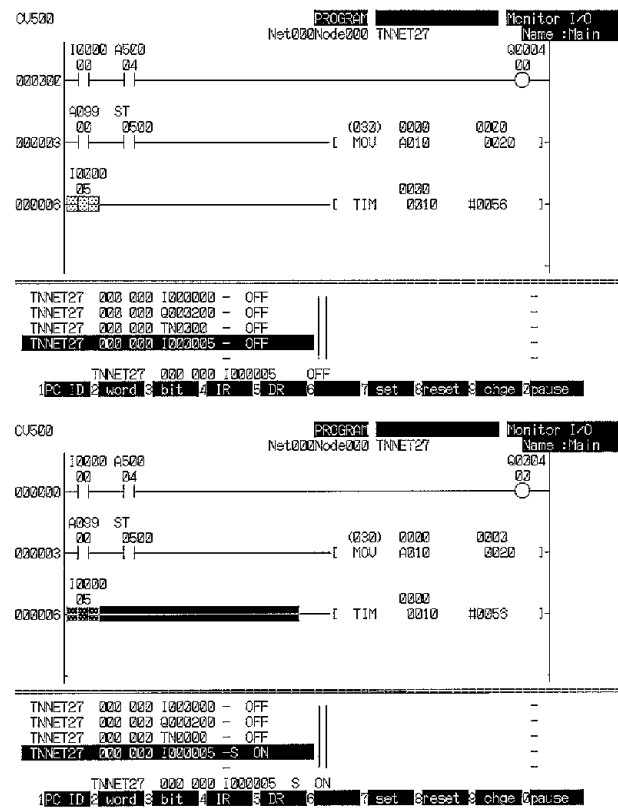 CV500 PROGRAM Monitor I/O
Net000Node000 TNNET27 Name :Main
I0000 A500 Q0004
00 04 00
000000
A099 ST
00 0500 (030) 0000 0000
000003 [ MOV A010 0020 ]
I0000
05 0000
000006 [ TIM 0010 #0056 ]
TNNET27 000 000 I000000 - OFF -
TNNET27 000 000 Q000200 - OFF -
TNNET27 000 000 TN0000 - OFF -
TNNET27 000 000 I000005 - OFF -
- -
TNNET27 000 000 I000005 OFF
1PC ID 2 word 3 bit 4 IR 5 DR 6 7 set 8reset 9 chge 0pause
CV500 PROGRAM Monitor I/O
Net000Node000 TNNET27 Name :Main
I0000 A500 Q0004
00 04 00
000000
A099 ST
00 0500 (030) 0000 0000
000003 [ MOV A010 0020 ]
I0000
05 0000
000006 [ TIM 0010 #0056 ]
TNNET27 000 000 I000000 - OFF -
TNNET27 000 000 Q000200 - OFF -
TNNET27 000 000 TN0000 - OFF -
TNNET27 000 000 I000005 -S ON -
- -
TNNET27 000 000 I000005 S ON
1PC ID 2 word 3 bit 4 IR 5 DR 6 7 set 8reset 9 chge 0pause